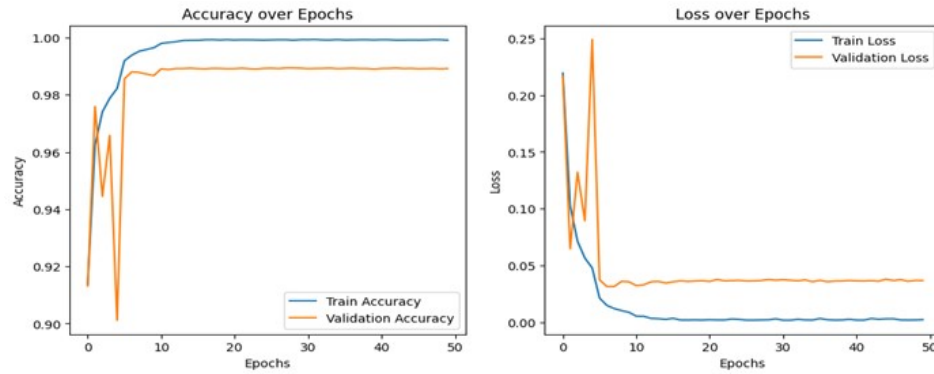 Accuracy over Epochs
1.00
0.98
0.96
0.94
0.92
0.90
Accuracy
Train Accuracy
Validation Accuracy
0 10 20 30 40 50
Epochs
Loss over Epochs
0.25
0.20
0.15
0.10
0.05
0.00
Loss
Train Loss
Validation Loss
0 10 20 30 40 50
Epochs